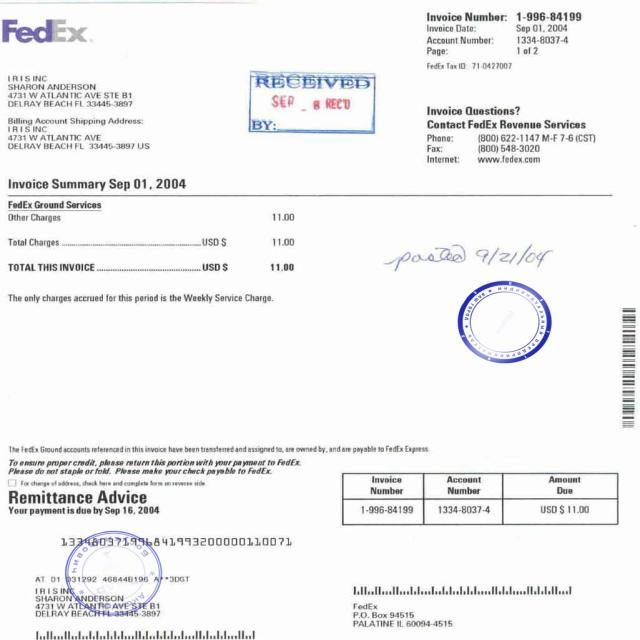 FedEx.
Invoice Number: 1-996-84199
Invoice Date: Sep 01, 2004
Account Number: 1334-8037-4
Page: 1 of 2
FedEx Tax ID: 71-0427007
I R I S INC
SHARON ANDERSON
4731 W ATLANTIC AVE STE B1
DELRAY BEACH FL 33445-3897
RECEIVED
SEP 8 REC'D
BY:
Billing Account Shipping Address:
I R I S INC
4731 W ATLANTIC AVE
DELRAY BEACH FL 33445-3897 US
Invoice Questions?
Contact FedEx Revenue Services
Phone: (800) 622-1147 M-F 7-6 (CST)
Fax: (800) 548-3020
Internet: www.fedex.com
Invoice Summary Sep 01, 2004
FedEx Ground Services
Other Charges 11.00
Total Charges USD $ 11.00
TOTAL THIS INVOICE USD $ 11.00
posted 9/21/04
The only charges accrued for this period is the Weekly Service Charge.
The FedEx Ground accounts referenced in this invoice have been transferred and assigned to, are owned by, and are payable to FedEx Express.
To ensure proper credit, please return this portion with your payment to FedEx.
Please do not staple or fold. Please make your check payable to FedEx.
For change of address, check here and complete form on reverse side.
Remittance Advice
Your payment is due by Sep 16, 2004
Invoice Number Account Number Amount Due
1-996-84199 1334-8037-4 USD $ 11.00
133480371996841993200000110071
AT 01 031292 46844B196 A**3DGT
I R I S INC
SHARON ANDERSON
4731 W ATLANTIC AVE STE B1
DELRAY BEACH FL 33445-3897
FedEx
P.O. Box 94515
PALATINE IL 60094-4515